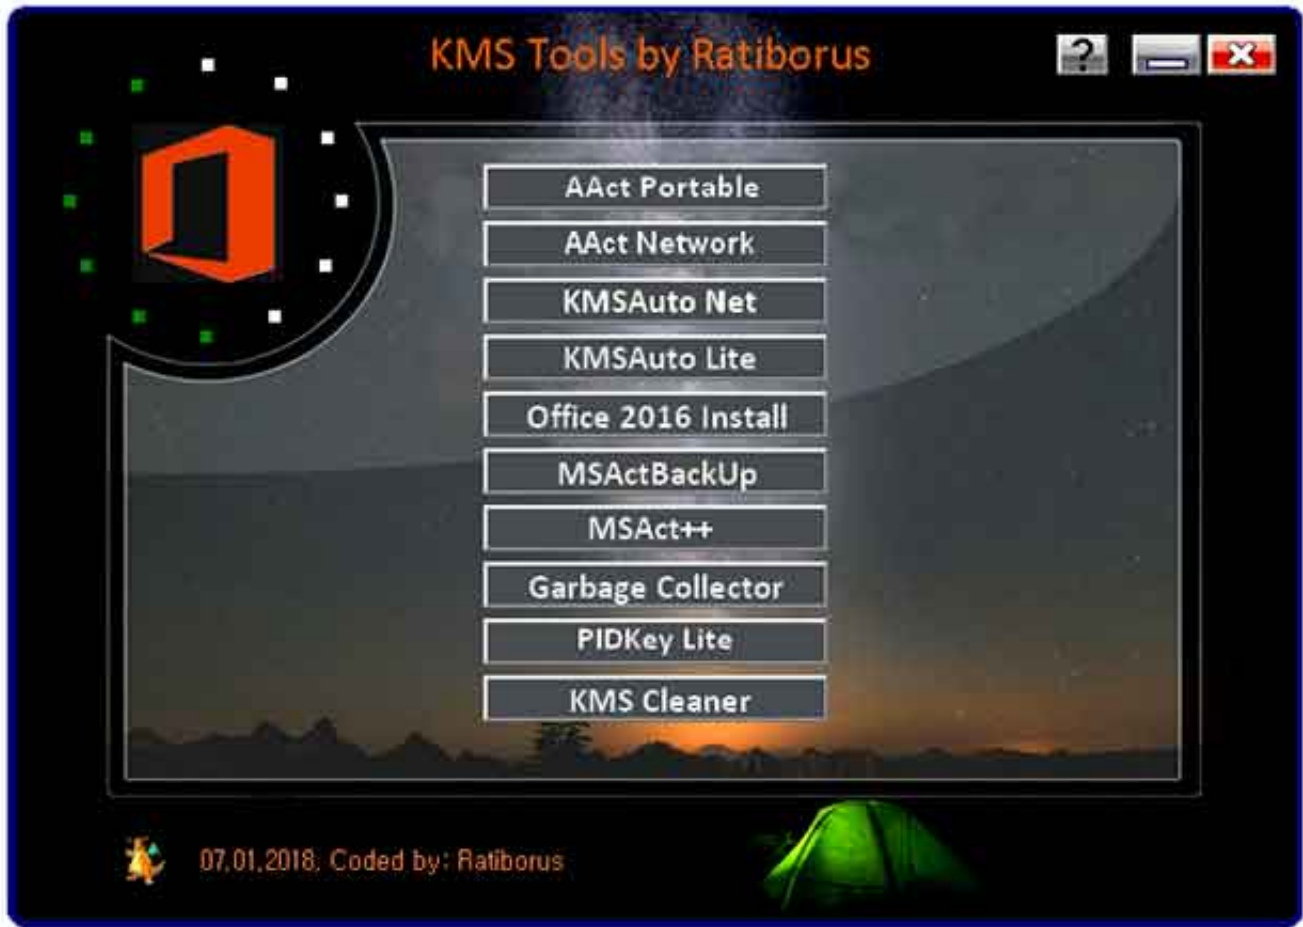 KMS Tools by Ratiborus
?
AAct Portable
AAct Network
KMSAuto Net
KMSAuto Lite
Office 2016 Install
MSActBackUp
MSAct++
Garbage Collector
PIDKey Lite
KMS Cleaner
07.01.2018, Coded by: Ratiborus